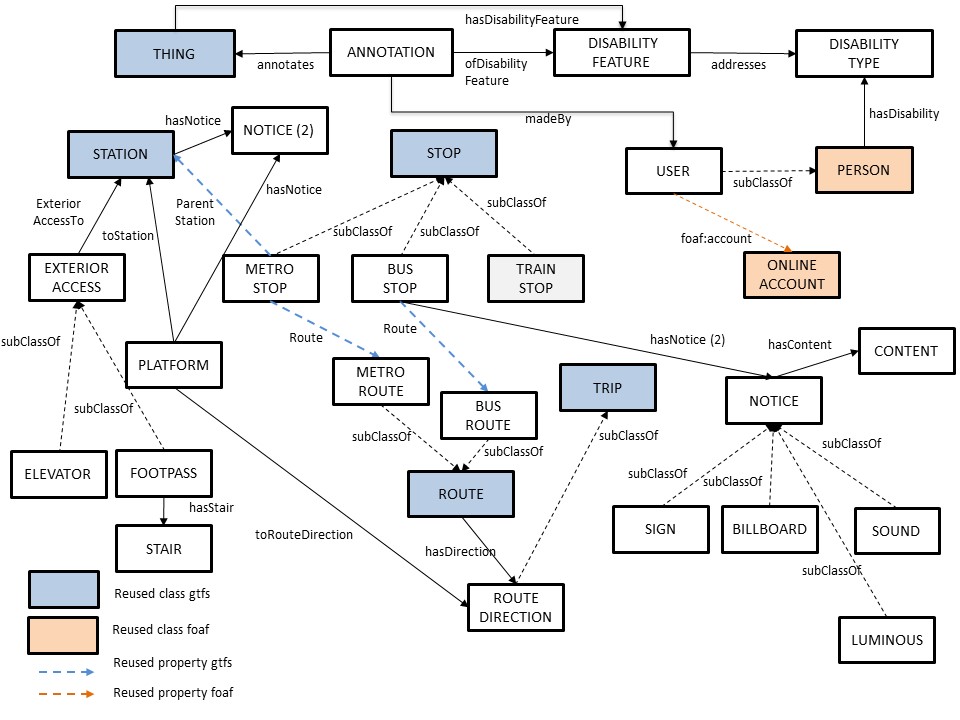 hasDisabilityFeature
THING
ANNOTATION
DISABILITY
FEATURE
DISABILITY
TYPE
annotates
ofDisability
Feature
addresses
madeBy
hasDisability
hasNotice
NOTICE (2)
STATION
STOP
USER
subClassOf
PERSON
hasNotice
Exterior
AccessTo
Parent
Station
toStation
subClassOf
subClassOf
subClassOf
foaf:account
EXTERIOR
ACCESS
METRO
STOP
BUS
STOP
TRAIN
STOP
ONLINE
ACCOUNT
subClassOf
Route
Route
hasNotice (2)
hasContent
CONTENT
PLATFORM
METRO
ROUTE
TRIP
BUS
ROUTE
NOTICE
subClassOf
subClassOf
subClassOf
subClassOf
subClassOf
ELEVATOR
FOOTPASS
subClassOf
subClassOf
ROUTE
hasStair
SIGN
BILLBOARD
SOUND
STAIR
toRouteDirection
hasDirection
subClassOf
ROUTE
DIRECTION
Reused class gtfs
Reused class foaf
LUMINOUS
Reused property gtfs
Reused property foaf